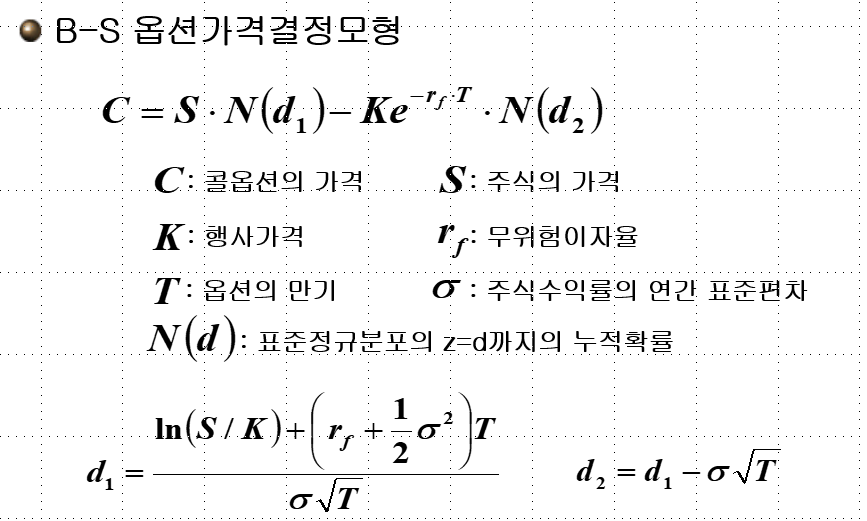 B-S 옵션가격결정모형
C = S · N(d₁) − Ke^(−r_f·T) · N(d₂)
C : 콜옵션의 가격 S : 주식의 가격
K : 행사가격 r_f : 무위험이자율
T : 옵션의 만기 σ : 주식수익률의 연간 표준편차
N(d) : 표준정규분포의 z=d까지의 누적확률
d₁ = (ln(S / K) + (r_f + 1/2 σ²)T) / (σ√T) d₂ = d₁ − σ√T